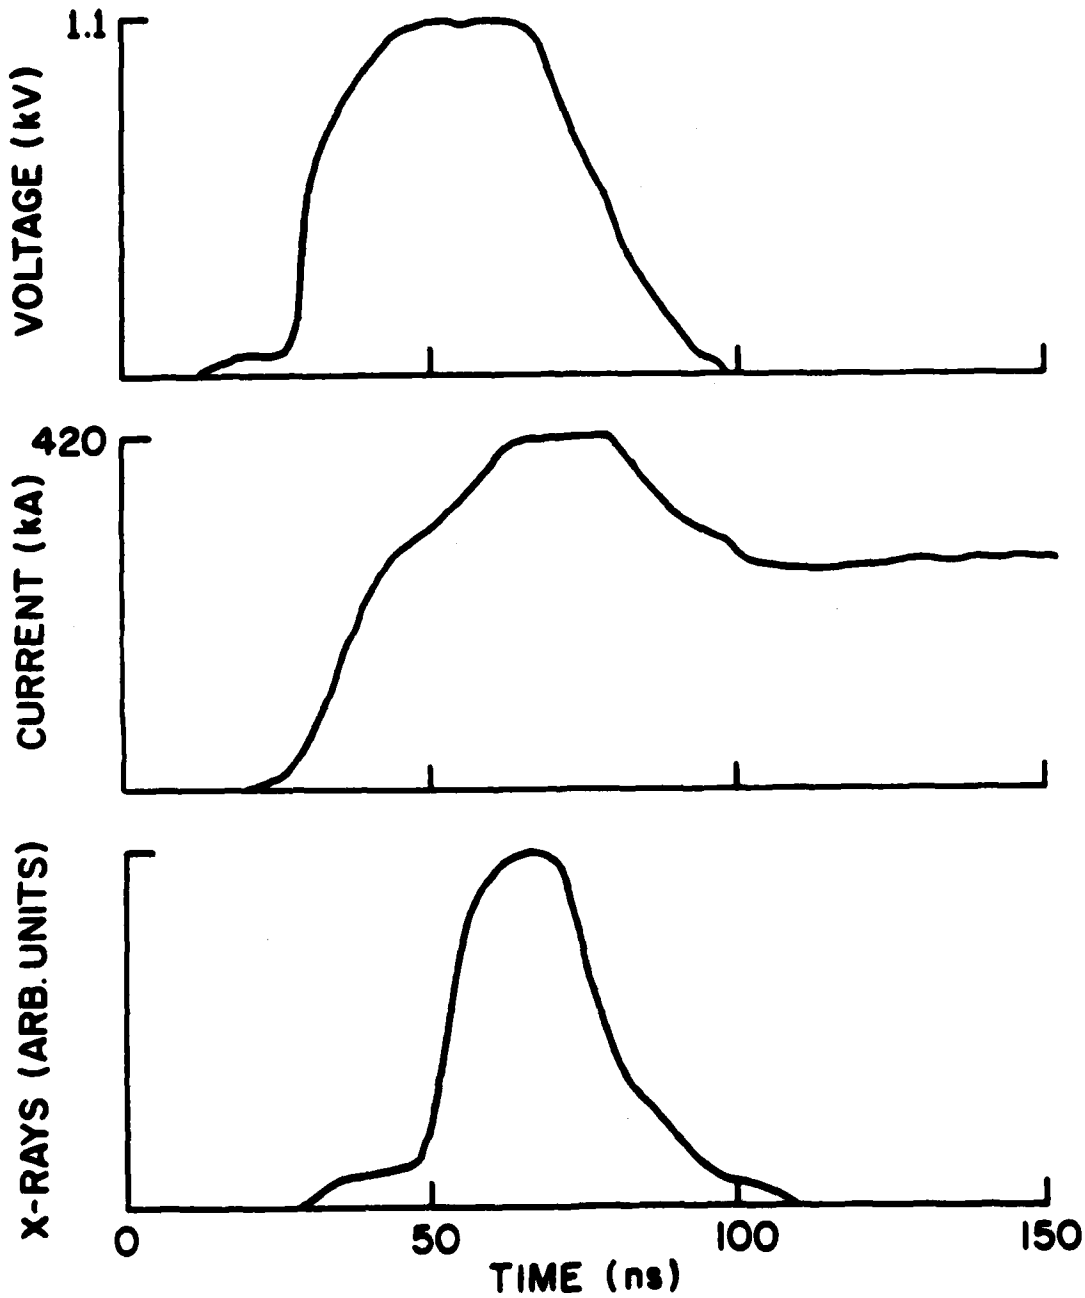 1.1
VOLTAGE (kV)
420
CURRENT (kA)
X-RAYS (ARB. UNITS)
0 50 100 150
TIME (ns)